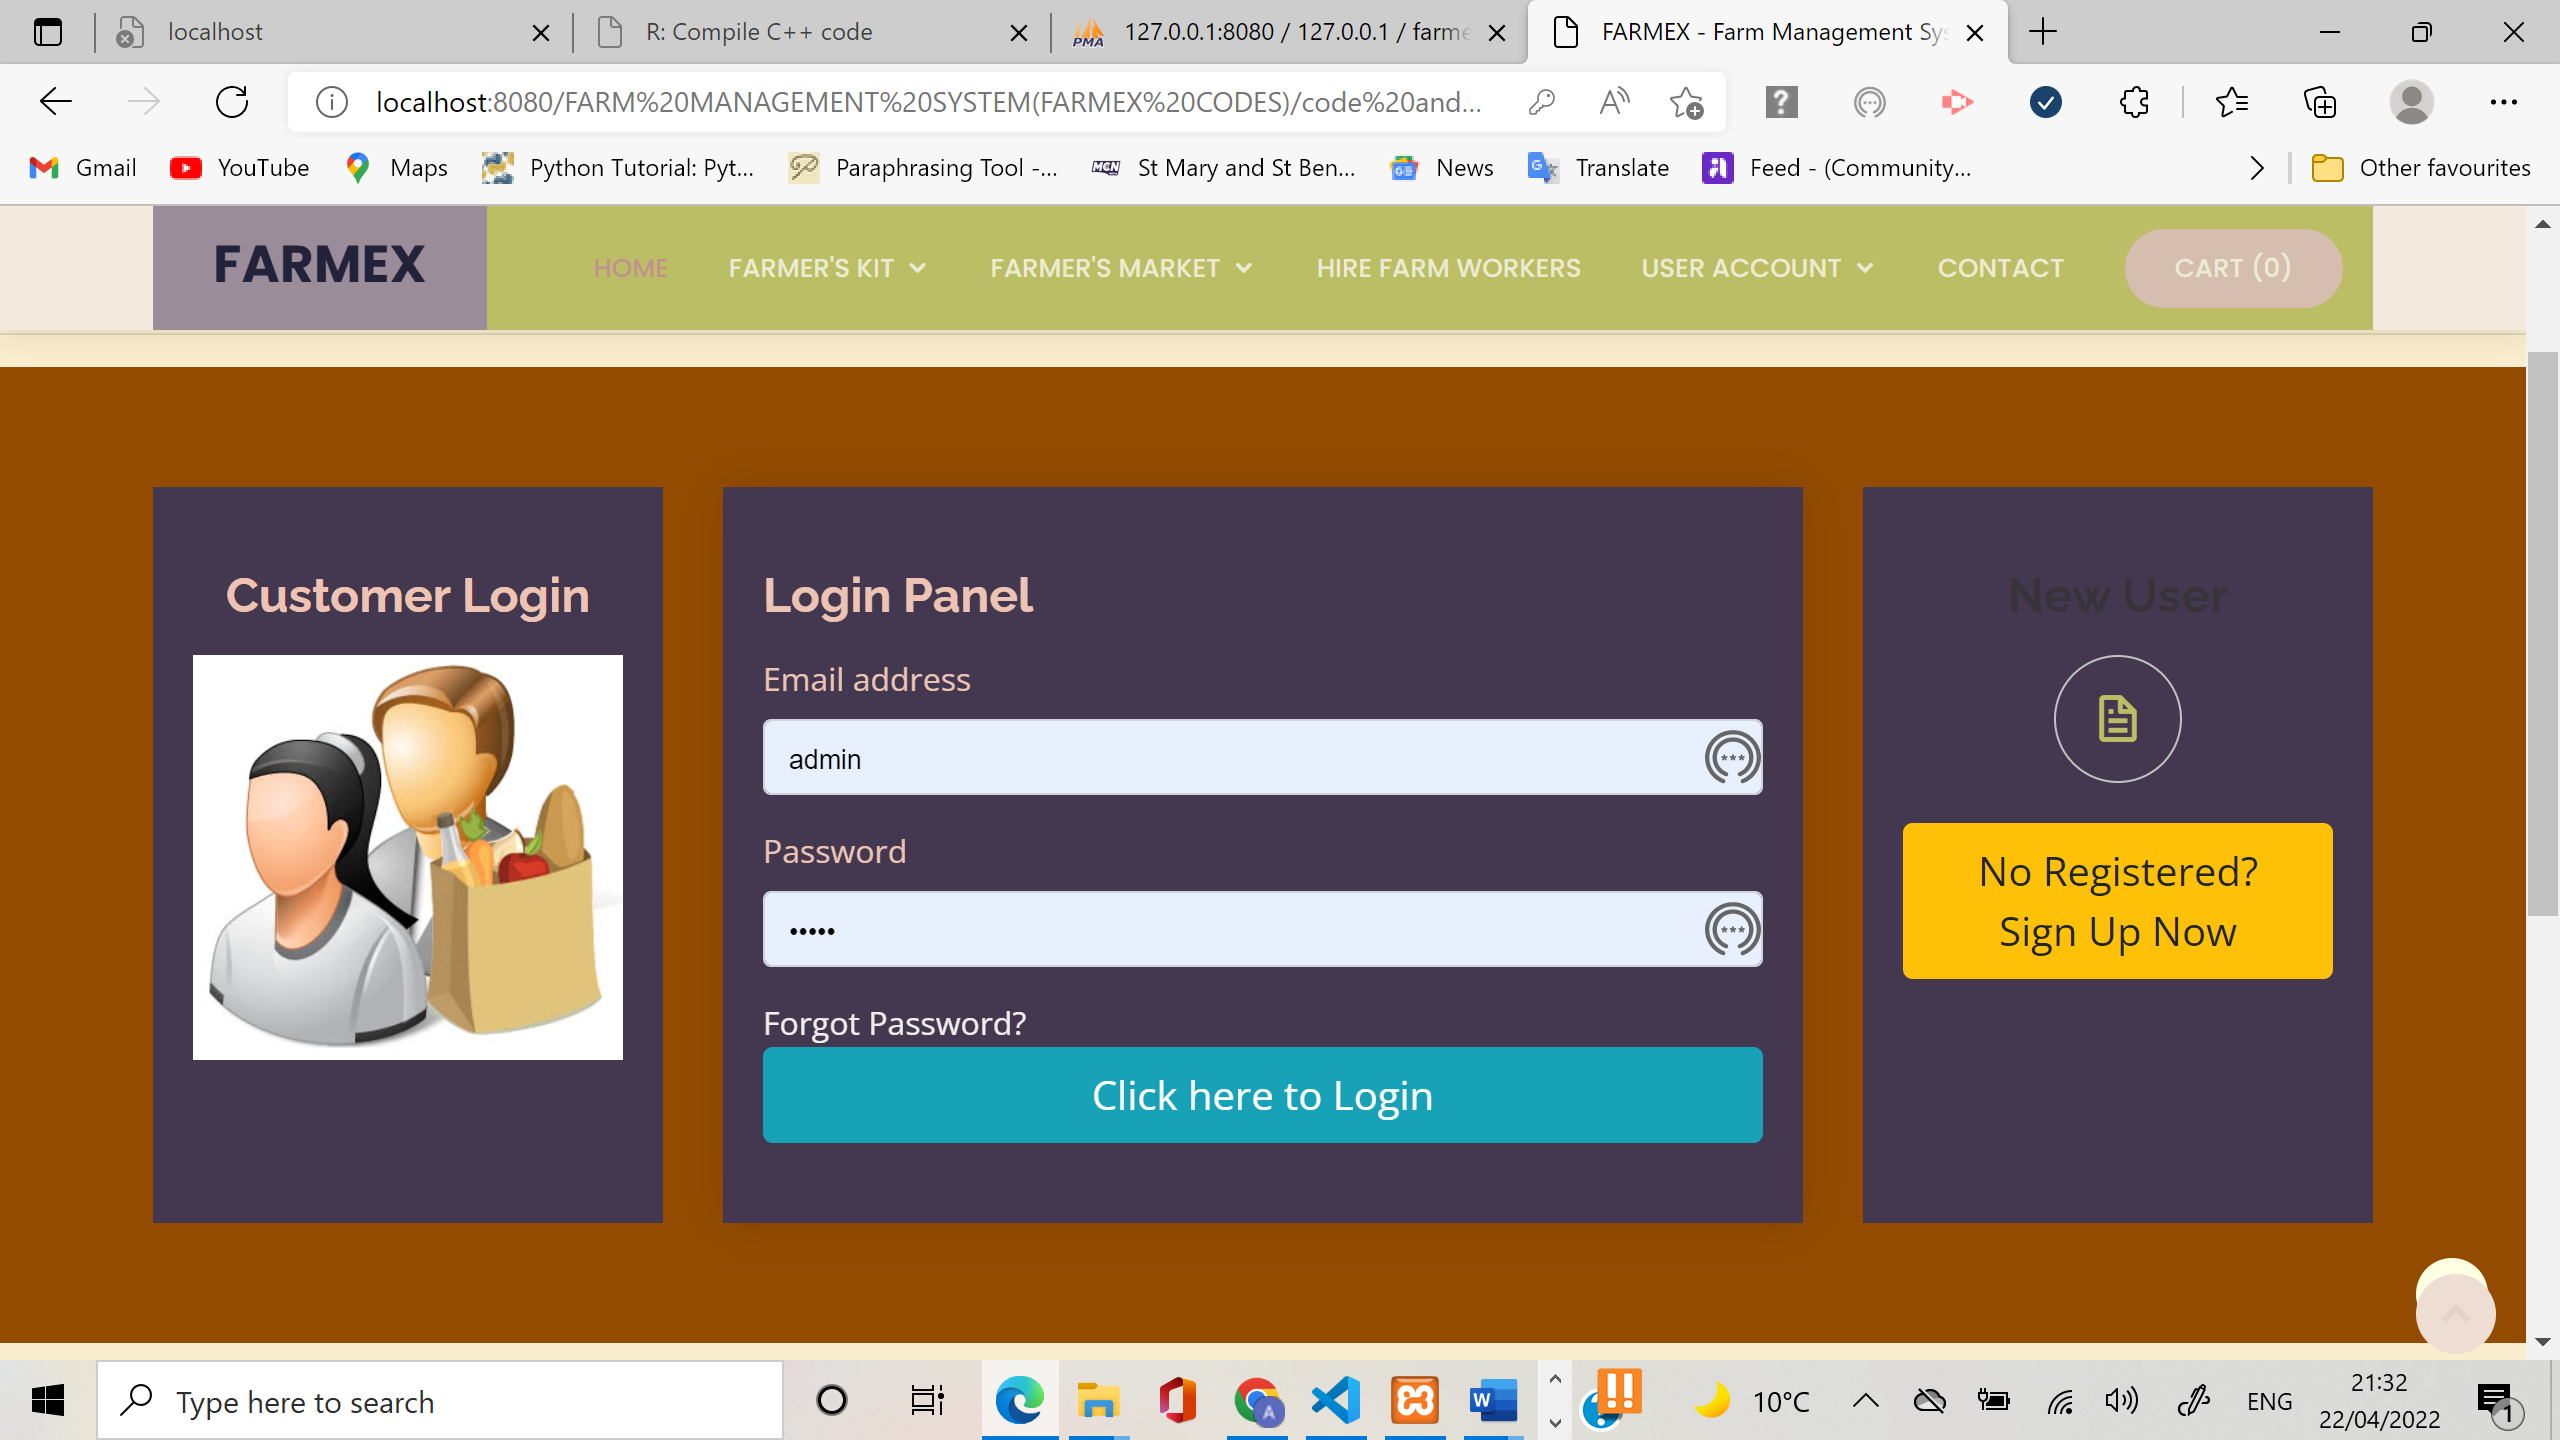 localhost
R: Compile C++ code
127.0.0.1:8080 / 127.0.0.1 / farme
FARMEX - Farm Management Sys
localhost:8080/FARM%20MANAGEMENT%20SYSTEM(FARMEX%20CODES)/code%20and...
Gmail
YouTube
Maps
Python Tutorial: Pyt...
Paraphrasing Tool -...
St Mary and St Ben...
News
Translate
Feed - (Community...
Other favourites
FARMEX
HOME
FARMER'S KIT
FARMER'S MARKET
HIRE FARM WORKERS
USER ACCOUNT
CONTACT
CART (0)
Customer Login
Login Panel
Email address
admin
Password
•••••
Forgot Password?
Click here to Login
New User
No Registered?
Sign Up Now
Type here to search
10°C
ENG
21:32
22/04/2022
1